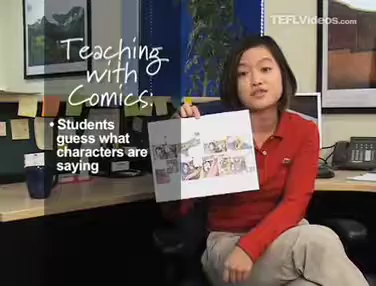 TEFLVideos.com
Teaching
with
Comics:
• Students
guess what
characters are
saying